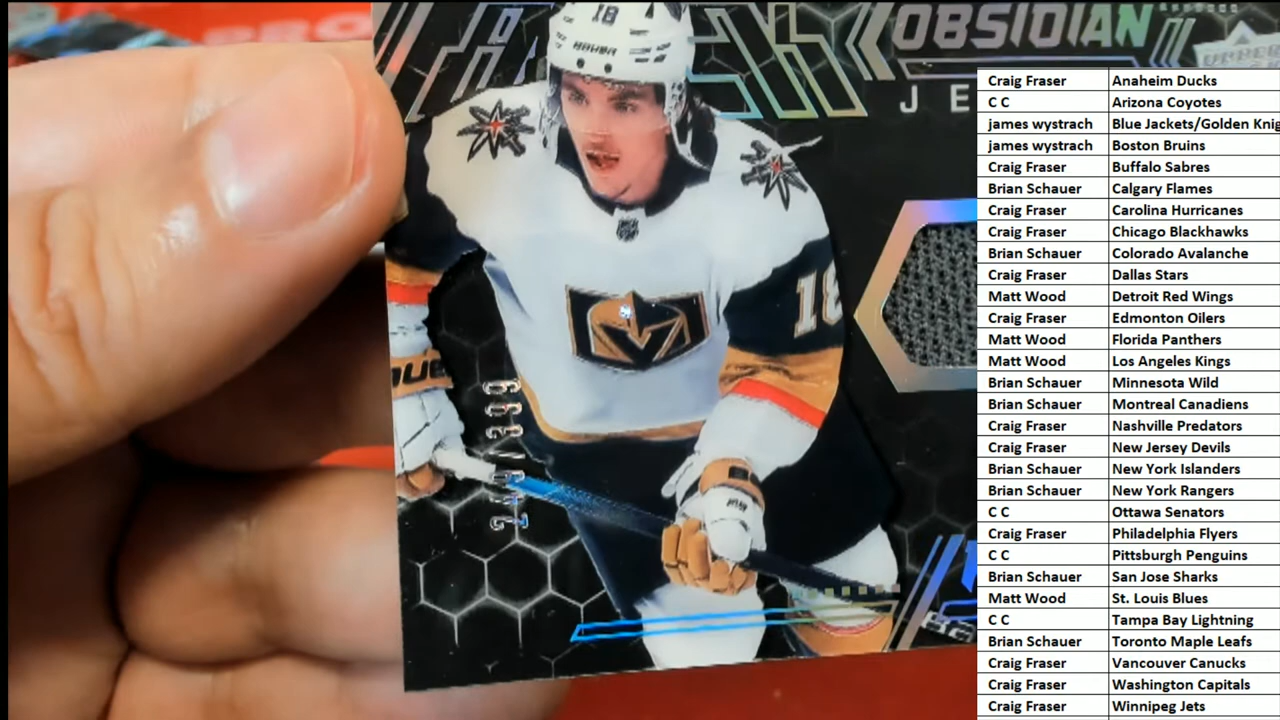 OBSIDIAN
JE
18
BAUER
18
249/399
Craig Fraser Anaheim Ducks
C C Arizona Coyotes
james wystrach Blue Jackets/Golden Knig
james wystrach Boston Bruins
Craig Fraser Buffalo Sabres
Brian Schauer Calgary Flames
Craig Fraser Carolina Hurricanes
Craig Fraser Chicago Blackhawks
Brian Schauer Colorado Avalanche
Craig Fraser Dallas Stars
Matt Wood Detroit Red Wings
Craig Fraser Edmonton Oilers
Matt Wood Florida Panthers
Matt Wood Los Angeles Kings
Brian Schauer Minnesota Wild
Brian Schauer Montreal Canadiens
Craig Fraser Nashville Predators
Craig Fraser New Jersey Devils
Brian Schauer New York Islanders
Brian Schauer New York Rangers
C C Ottawa Senators
Craig Fraser Philadelphia Flyers
C C Pittsburgh Penguins
Brian Schauer San Jose Sharks
Matt Wood St. Louis Blues
C C Tampa Bay Lightning
Brian Schauer Toronto Maple Leafs
Craig Fraser Vancouver Canucks
Craig Fraser Washington Capitals
Craig Fraser Winnipeg Jets